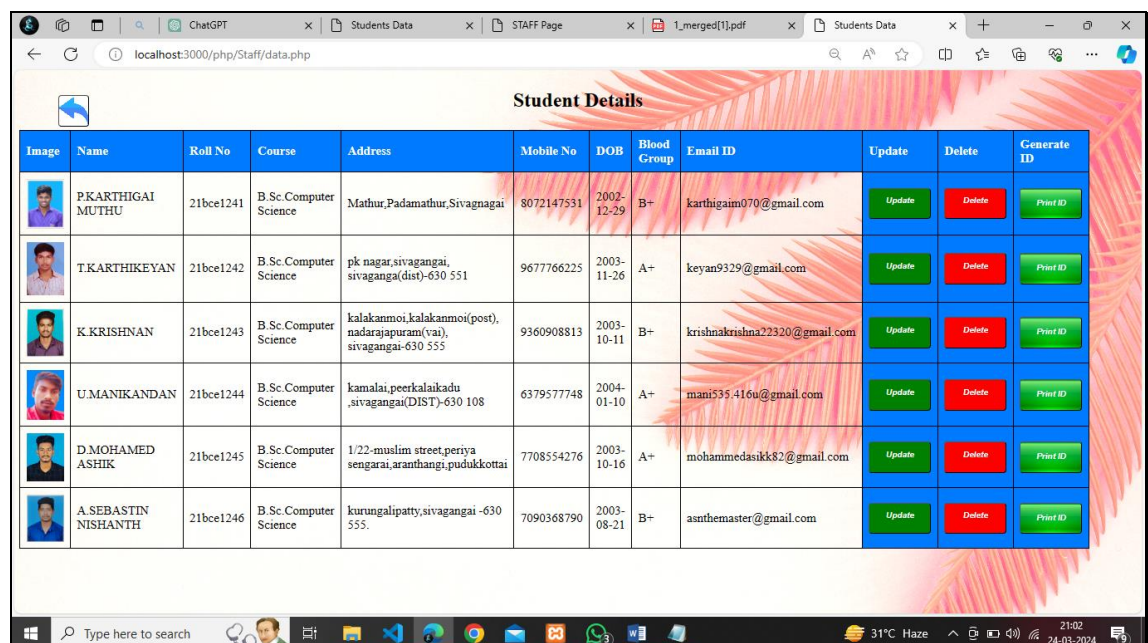 ChatGPT
Students Data
STAFF Page
1_merged[1].pdf
Students Data
localhost:3000/php/Staff/data.php
Student Details
Image Name Roll No Course Address Mobile No DOB Blood Group Email ID Update Delete Generate ID
P.KARTHIGAI MUTHU 21bce1241 B.Sc.Computer Science Mathur,Padamathur,Sivagnagai 8072147531 2002-12-29 B+ karthigaim070@gmail.com Update Delete Print ID
T.KARTHIKEYAN 21bce1242 B.Sc.Computer Science pk nagar,sivagangai, sivaganga(dist)-630 551 9677766225 2003-11-26 A+ keyan9329@gmail.com Update Delete Print ID
K.KRISHNAN 21bce1243 B.Sc.Computer Science kalakanmoi,kalakanmoi(post), nadarajapuram(vai), sivagangai-630 555 9360908813 2003-10-11 B+ krishnakrishna22320@gmail.com Update Delete Print ID
U.MANIKANDAN 21bce1244 B.Sc.Computer Science kamalai,peerkalaikadu ,sivagangai(DIST)-630 108 6379577748 2004-01-10 A+ mani535.416u@gmail.com Update Delete Print ID
D.MOHAMED ASHIK 21bce1245 B.Sc.Computer Science 1/22-muslim street,periya sengarai,aranthangi,pudukkottai 7708554276 2003-10-16 A+ mohammedasikk82@gmail.com Update Delete Print ID
A.SEBASTIN NISHANTH 21bce1246 B.Sc.Computer Science kurungalipatty,sivagangai -630 555. 7090368790 2003-08-21 B+ asnthemaster@gmail.com Update Delete Print ID
Type here to search
31°C Haze
21:02
24-03-2024